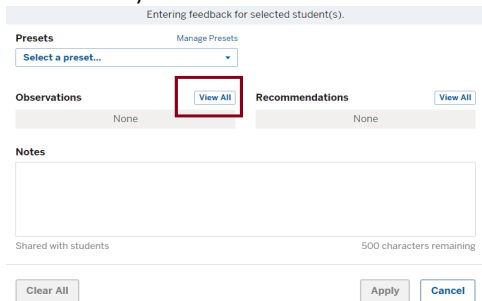 Entering feedback for selected student(s).
Presets Manage Presets
Select a preset...
Observations View All Recommendations View All
None None
Notes
Shared with students 500 characters remaining
Clear All Apply Cancel